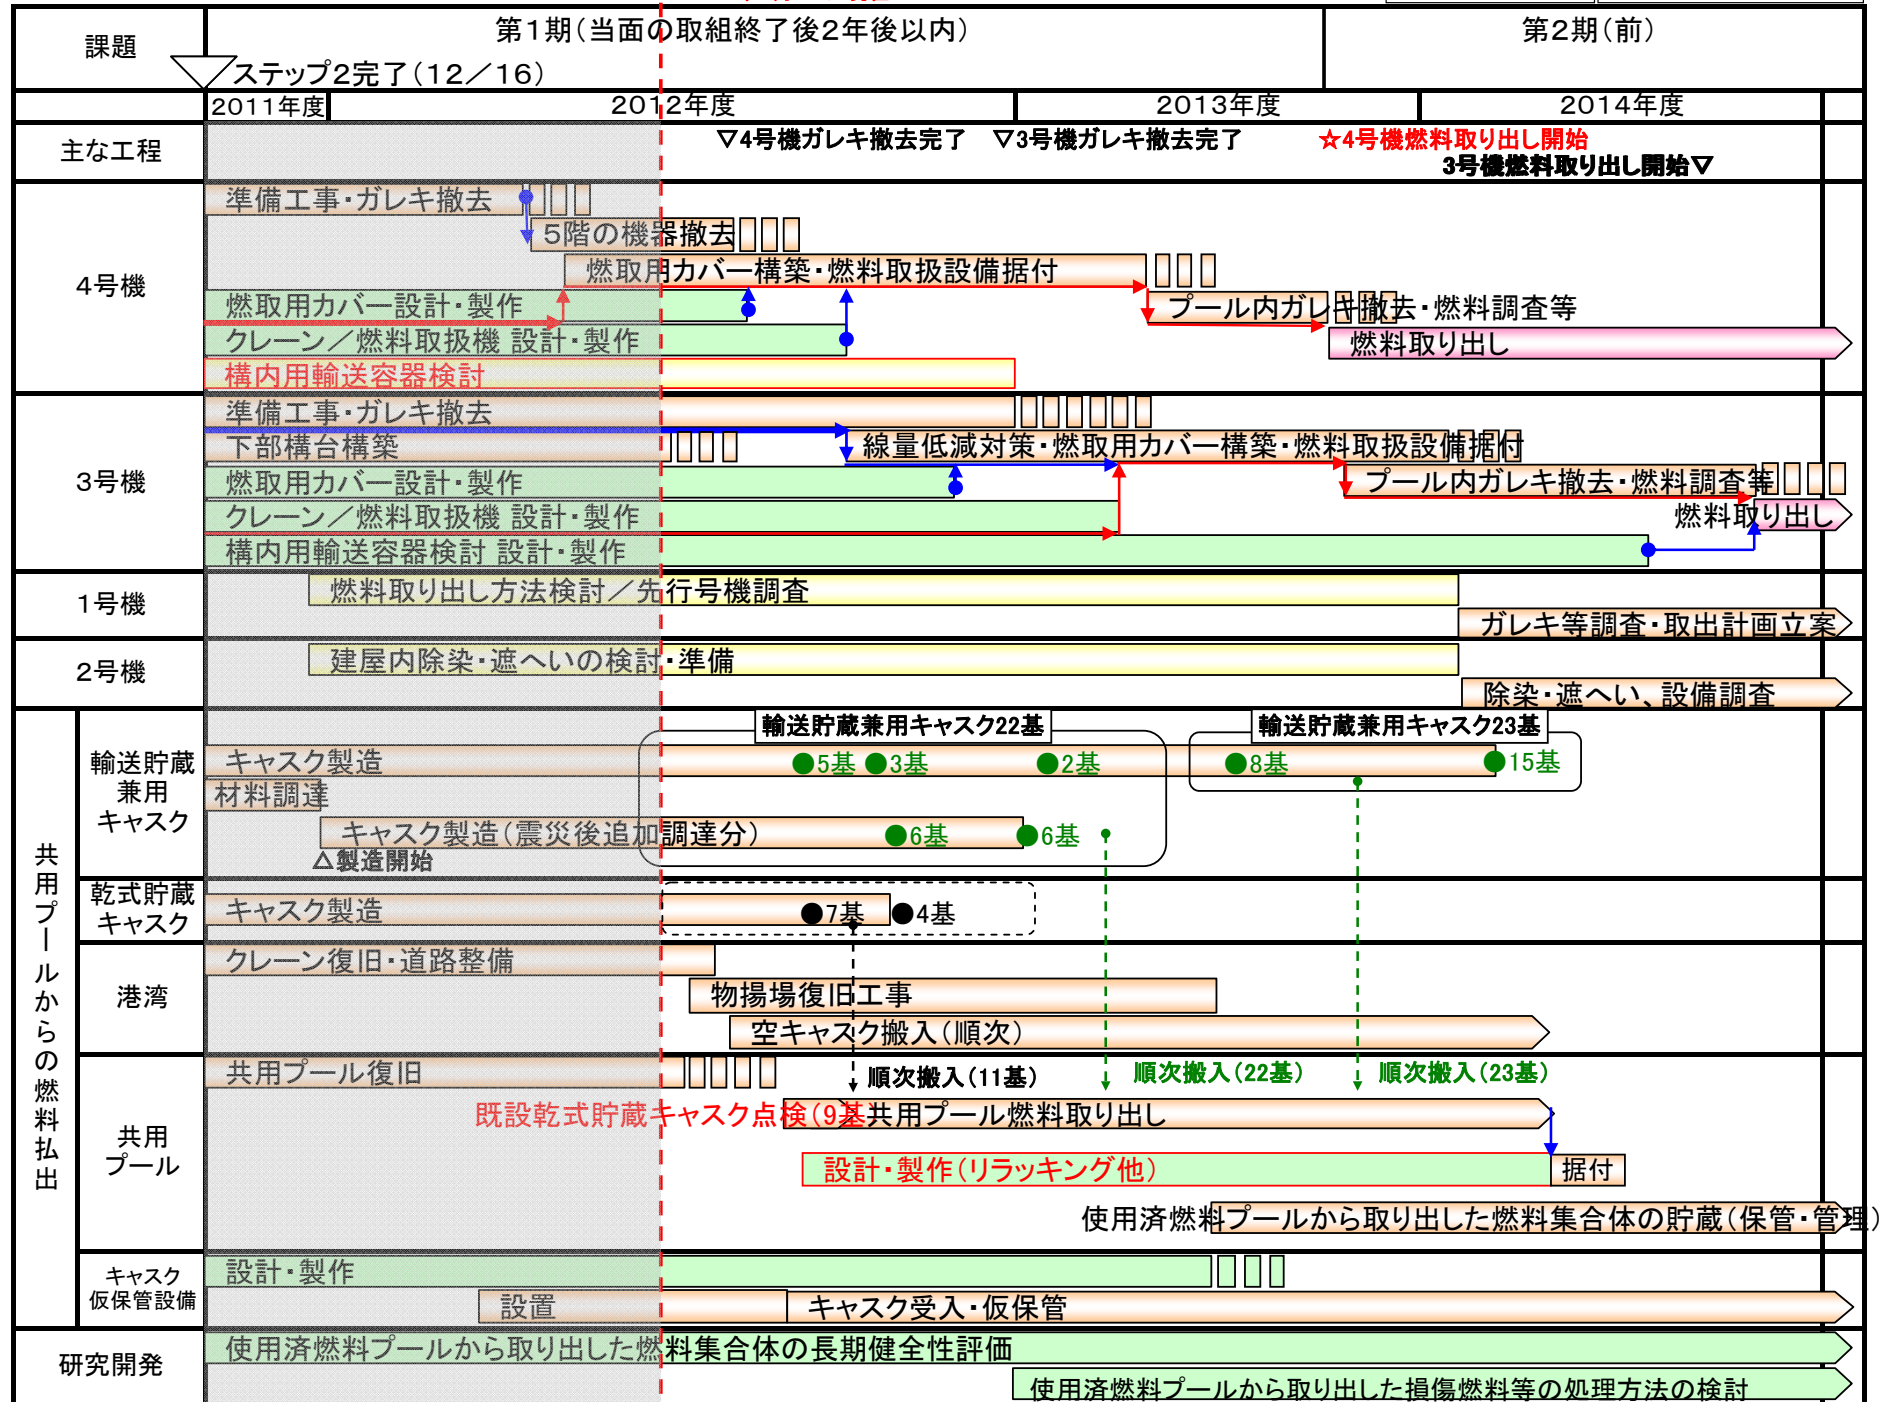 課題
第1期(当面の取組終了後2年後以内)
第2期(前)
ステップ2完了(12/16)
2011年度
2012年度
2013年度
2014年度
主な工程
▽4号機ガレキ撤去完了
▽3号機ガレキ撤去完了
☆4号機燃料取り出し開始
3号機燃料取り出し開始▽
4号機
準備工事・ガレキ撤去
5階の機器撤去
燃取用カバー構築・燃料取扱設備据付
燃取用カバー設計・製作
プール内ガレキ撤去・燃料調査等
クレーン/燃料取扱機 設計・製作
燃料取り出し
構内用輸送容器検討
3号機
準備工事・ガレキ撤去
下部構台構築
線量低減対策・燃取用カバー構築・燃料取扱設備据付
燃取用カバー設計・製作
プール内ガレキ撤去・燃料調査等
クレーン/燃料取扱機 設計・製作
燃料取り出し
構内用輸送容器検討 設計・製作
1号機
燃料取り出し方法検討/先行号機調査
ガレキ等調査・取出計画立案
2号機
建屋内除染・遮へいの検討・準備
除染・遮へい、設備調査
共用プールからの燃料払出
輸送貯蔵
兼用
キャスク
輸送貯蔵兼用キャスク22基
輸送貯蔵兼用キャスク23基
キャスク製造
●5基
●3基
●2基
●8基
●15基
材料調達
キャスク製造(震災後追加調達分)
●6基
●6基
△製造開始
乾式貯蔵
キャスク
キャスク製造
●7基
●4基
港湾
クレーン復旧・道路整備
物揚場復旧工事
空キャスク搬入(順次)
共用
プール
共用プール復旧
順次搬入(11基)
順次搬入(22基)
順次搬入(23基)
既設乾式貯蔵キャスク点検(9基)
共用プール燃料取り出し
設計・製作(リラッキング他)
据付
使用済燃料プールから取り出した燃料集合体の貯蔵(保管・管理)
キャスク
仮保管設備
設計・製作
設置
キャスク受入・仮保管
研究開発
使用済燃料プールから取り出した燃料集合体の長期健全性評価
使用済燃料プールから取り出した損傷燃料等の処理方法の検討